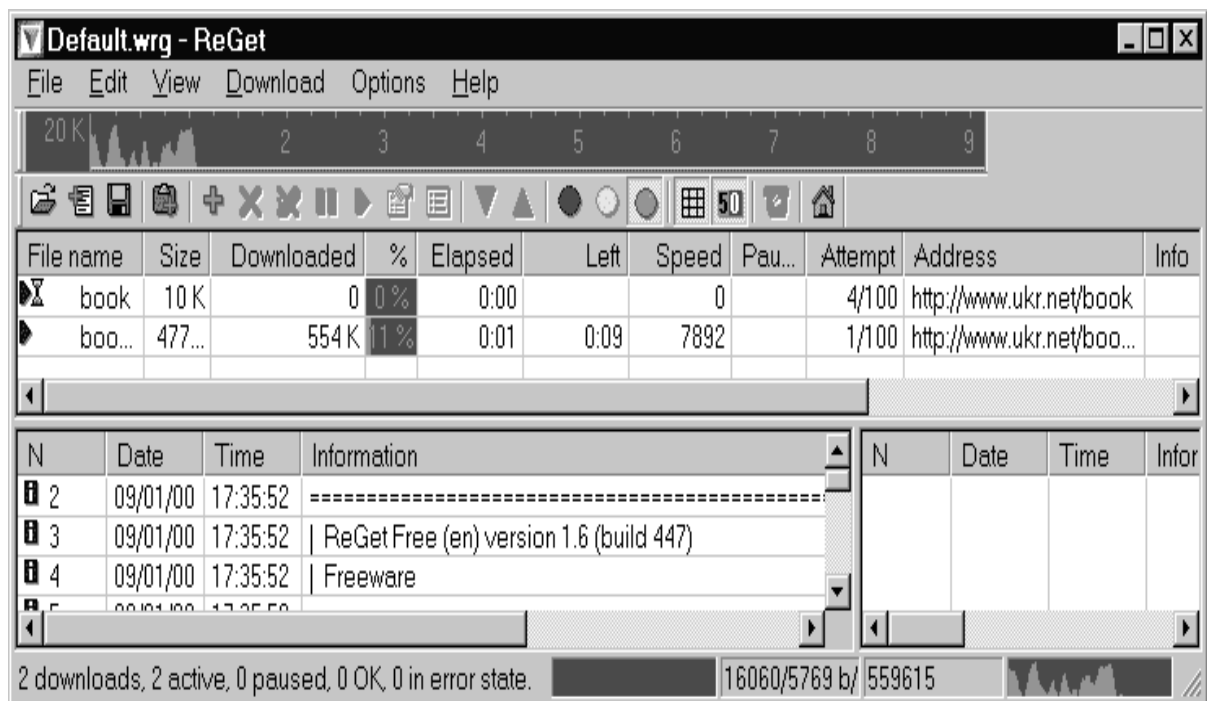 Default.wrg - ReGet
File Edit View Download Options Help
20 K 2 3 4 5 6 7 8 9
50
File name Size Downloaded % Elapsed Left Speed Pau... Attempt Address Info
book 10 K 0 0 % 0:00 0 4/100 http://www.ukr.net/book
boo... 477... 554 K 11 % 0:01 0:09 7892 1/100 http://www.ukr.net/boo...
N Date Time Information N Date Time Infor
2 09/01/00 17:35:52 ==============================================
3 09/01/00 17:35:52 | ReGet Free (en) version 1.6 (build 447)
4 09/01/00 17:35:52 | Freeware
2 downloads, 2 active, 0 paused, 0 OK, 0 in error state. 16060/5769 b/ 559615